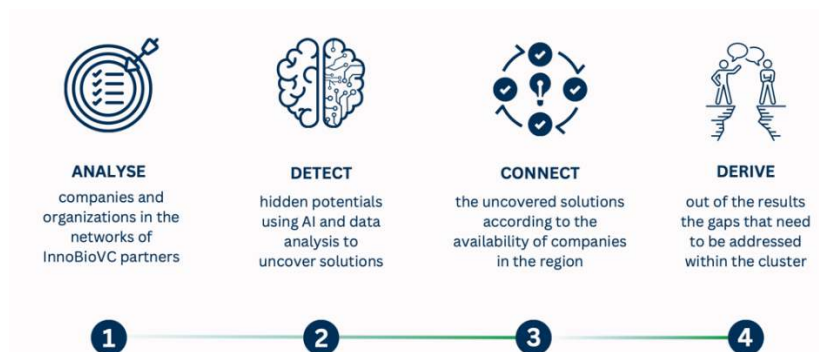 ANALYSE
companies and
organizations in the
networks of
InnoBioVC partners
DETECT
hidden potentials
using AI and data
analysis to
uncover solutions
CONNECT
the uncovered solutions
according to the
availability of companies
in the region
DERIVE
out of the results
the gaps that need
to be addressed
within the cluster
1
2
3
4